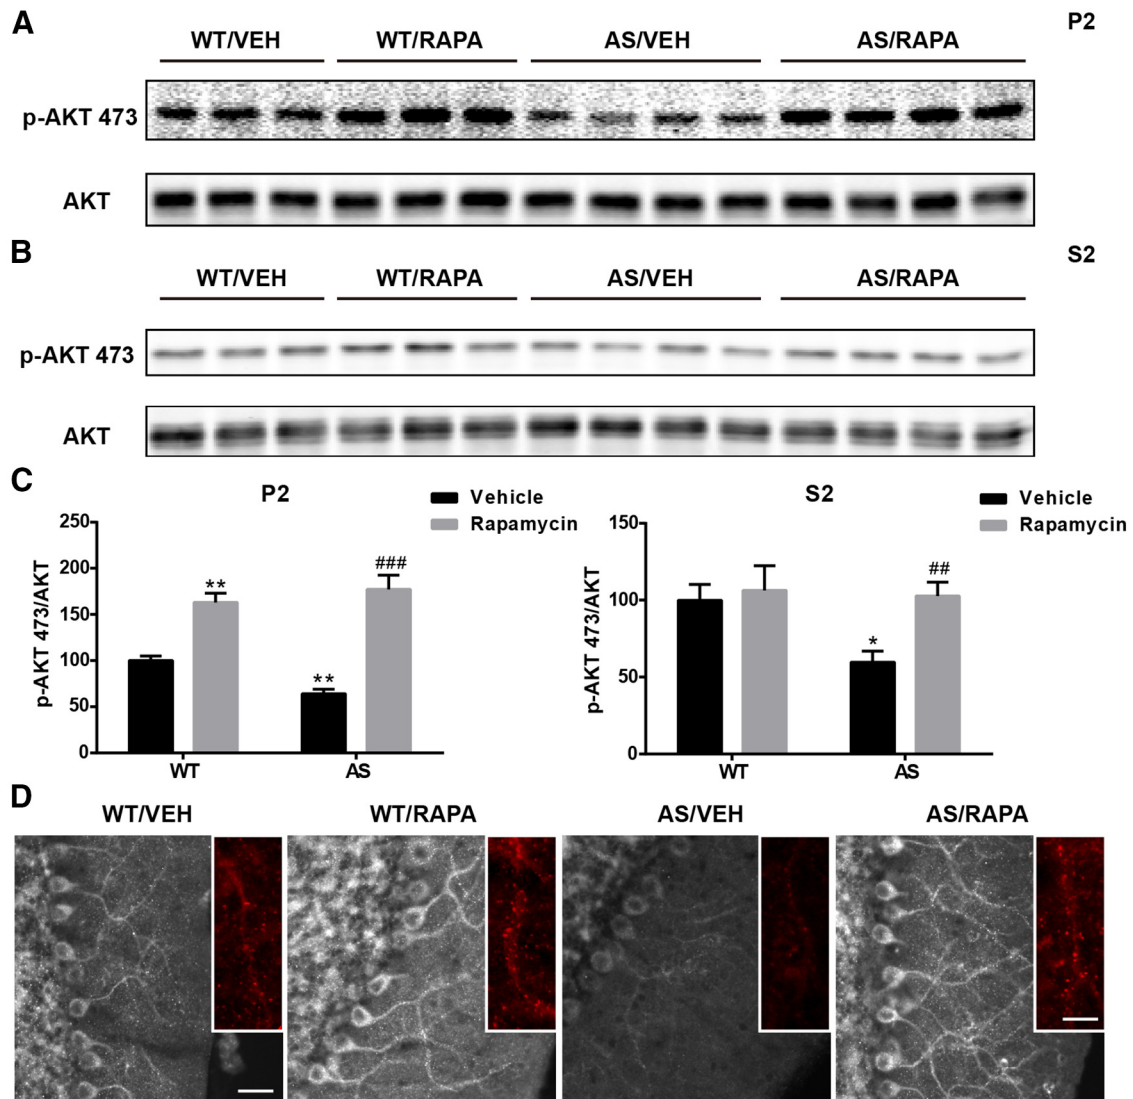 A
P2
WT/VEH WT/RAPA AS/VEH AS/RAPA
p-AKT 473
AKT
B
S2
WT/VEH WT/RAPA AS/VEH AS/RAPA
p-AKT 473
AKT
C
P2
Vehicle
Rapamycin
p-AKT 473/AKT
250
200
150
100
50
0
**
**
###
WT AS
S2
Vehicle
Rapamycin
p-AKT 473/AKT
150
100
50
0
*
##
WT AS
D
WT/VEH WT/RAPA AS/VEH AS/RAPA